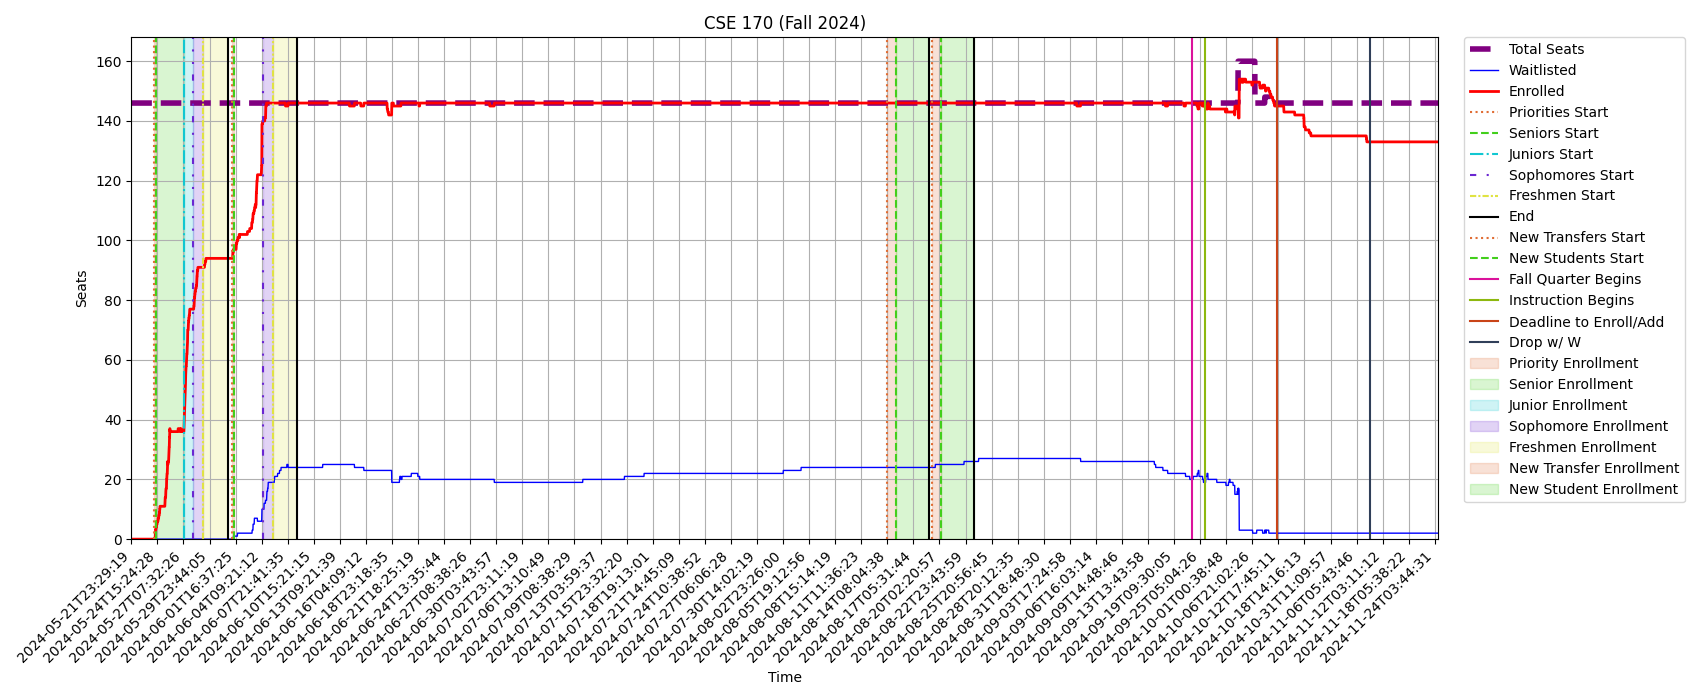 CSE 170 (Fall 2024)
Seats
160
140
120
100
80
60
40
20
0
2024-05-21T23:29:19
2024-05-24T15:24:28
2024-05-27T07:32:26
2024-05-29T23:44:05
2024-06-01T16:37:25
2024-06-04T09:21:12
2024-06-07T21:41:35
2024-06-10T15:21:15
2024-06-13T09:21:39
2024-06-16T04:09:12
2024-06-18T23:18:35
2024-06-21T18:25:19
2024-06-24T13:35:44
2024-06-27T08:38:26
2024-06-30T03:43:57
2024-07-02T23:11:19
2024-07-06T13:10:49
2024-07-09T08:38:29
2024-07-13T03:59:37
2024-07-15T23:32:20
2024-07-18T19:13:01
2024-07-21T14:45:09
2024-07-24T10:38:52
2024-07-27T06:06:28
2024-07-30T14:02:19
2024-08-02T23:26:00
2024-08-05T19:12:56
2024-08-08T15:14:19
2024-08-11T11:36:23
2024-08-14T08:04:38
2024-08-17T05:31:44
2024-08-20T02:20:57
2024-08-22T23:43:59
2024-08-25T20:56:45
2024-08-28T20:12:35
2024-08-31T18:48:30
2024-09-03T17:24:58
2024-09-06T16:03:14
2024-09-09T14:48:46
2024-09-13T13:43:58
2024-09-19T09:30:05
2024-09-25T05:04:26
2024-10-01T00:38:48
2024-10-06T21:02:26
2024-10-12T17:45:11
2024-10-18T14:16:13
2024-10-31T11:09:57
2024-11-06T05:43:46
2024-11-12T03:11:12
2024-11-18T05:38:22
2024-11-24T03:44:31
Time
Total Seats
Waitlisted
Enrolled
Priorities Start
Seniors Start
Juniors Start
Sophomores Start
Freshmen Start
End
New Transfers Start
New Students Start
Fall Quarter Begins
Instruction Begins
Deadline to Enroll/Add
Drop w/ W
Priority Enrollment
Senior Enrollment
Junior Enrollment
Sophomore Enrollment
Freshmen Enrollment
New Transfer Enrollment
New Student Enrollment